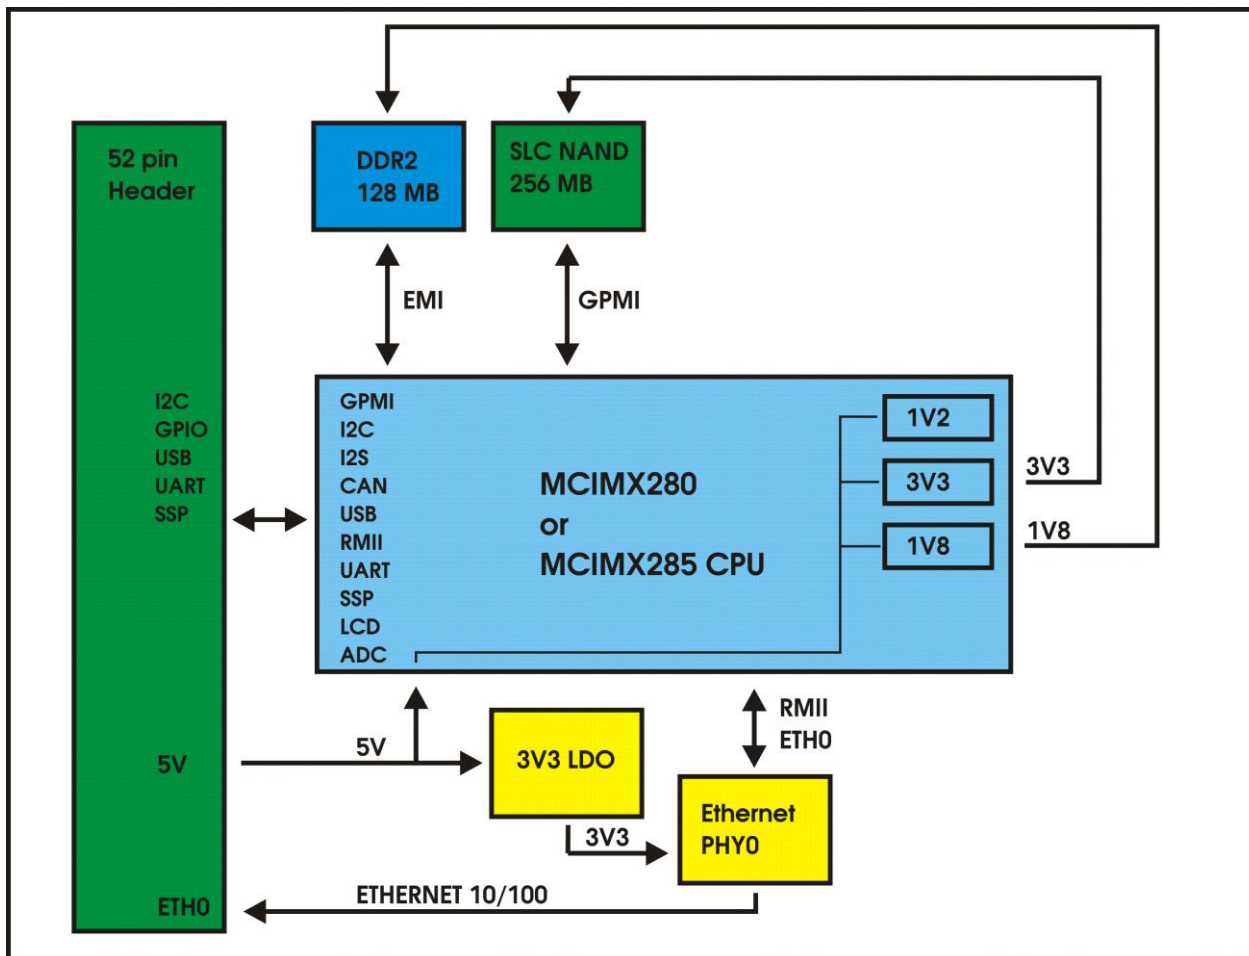 52 pin
Header
I2C
GPIO
USB
UART
SSP
5V
ETH0
DDR2
128 MB
SLC NAND
256 MB
EMI
GPMI
GPMI
I2C
I2S
CAN
USB
RMII
UART
SSP
LCD
ADC
MCIMX280
or
MCIMX285 CPU
1V2
3V3
1V8
3V3
1V8
5V
3V3 LDO
RMII
ETH0
3V3
Ethernet
PHY0
ETHERNET 10/100